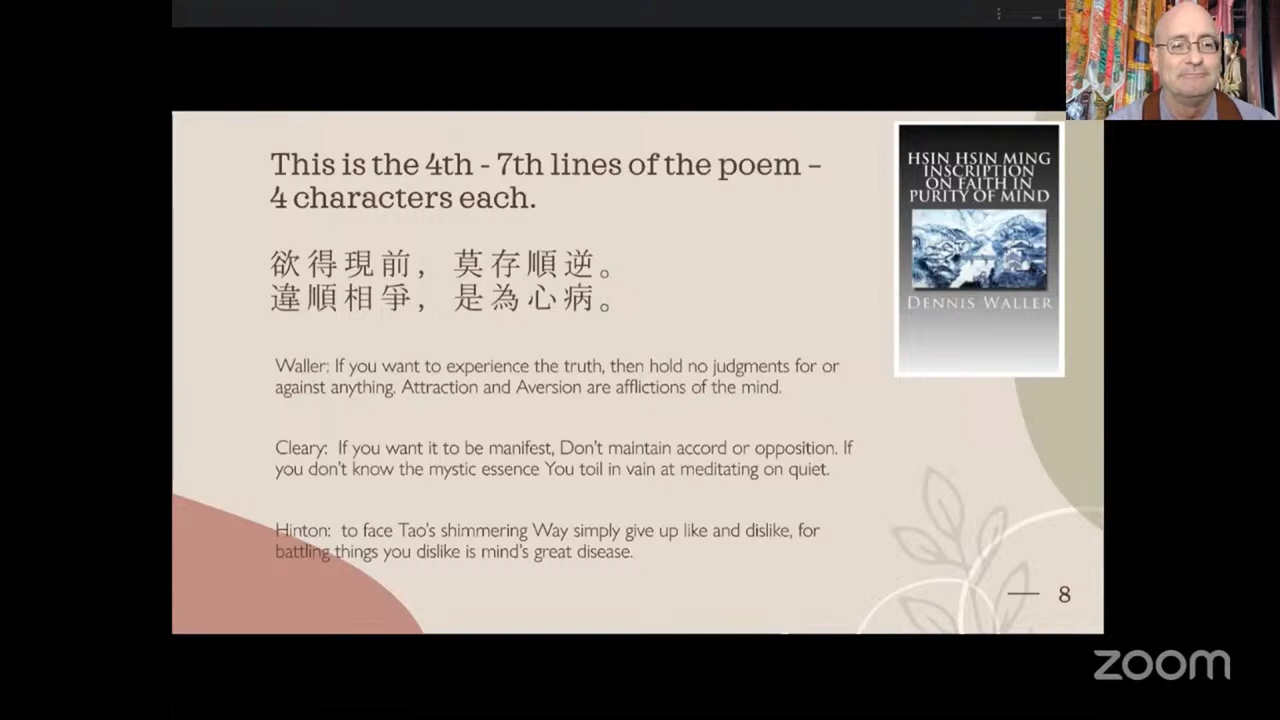 This is the 4th - 7th lines of the poem –
4 characters each.
欲得現前，莫存順逆。
違順相爭，是為心病。
Waller: If you want to experience the truth, then hold no judgments for or
against anything. Attraction and Aversion are afflictions of the mind.
Cleary: If you want it to be manifest, Don't maintain accord or opposition. If
you don't know the mystic essence You toil in vain at meditating on quiet.
Hinton: to face Tao's shimmering Way simply give up like and dislike, for
battling things you dislike is mind's great disease.
HSIN HSIN MING
INSCRIPTION
ON FAITH IN
PURITY OF MIND
DENNIS WALLER
8
zoom